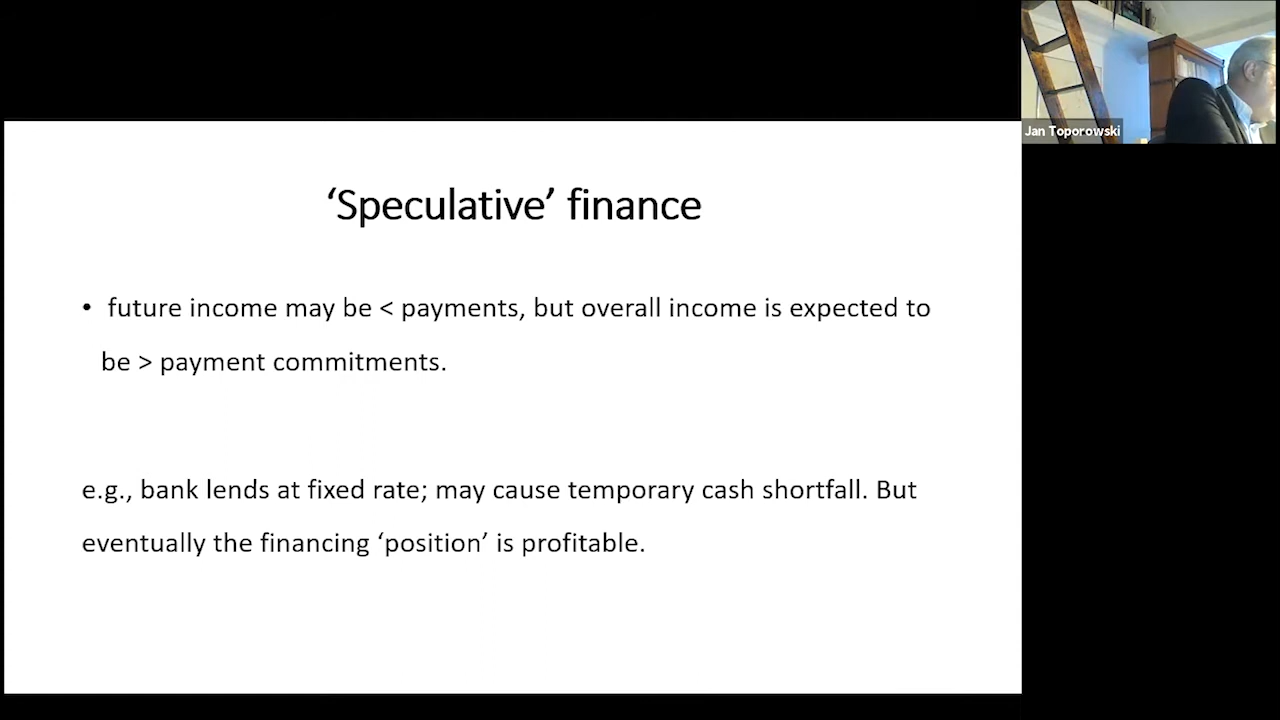 ‘Speculative’ finance
• future income may be < payments, but overall income is expected to
be > payment commitments.
e.g., bank lends at fixed rate; may cause temporary cash shortfall. But
eventually the financing ‘position’ is profitable.
Jan Toporowski